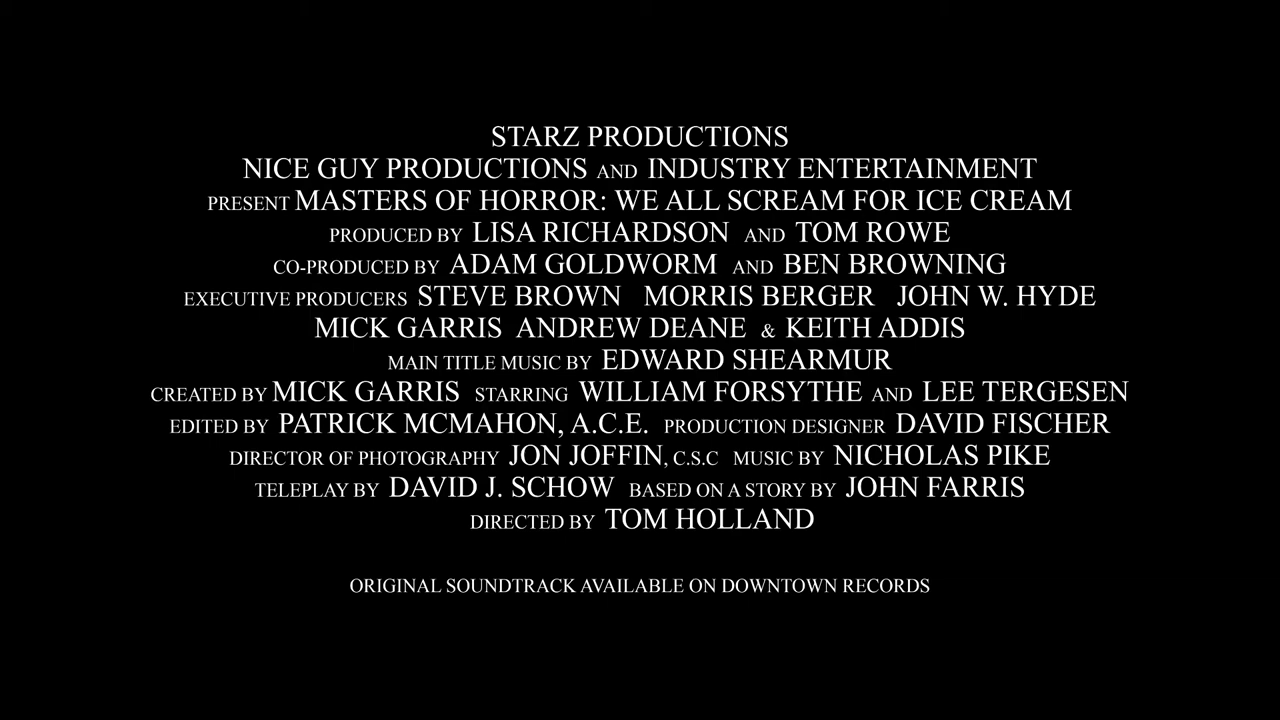 STARZ PRODUCTIONS
NICE GUY PRODUCTIONS AND INDUSTRY ENTERTAINMENT
PRESENT MASTERS OF HORROR: WE ALL SCREAM FOR ICE CREAM
PRODUCED BY LISA RICHARDSON AND TOM ROWE
CO-PRODUCED BY ADAM GOLDWORM AND BEN BROWNING
EXECUTIVE PRODUCERS STEVE BROWN MORRIS BERGER JOHN W. HYDE
MICK GARRIS ANDREW DEANE & KEITH ADDIS
MAIN TITLE MUSIC BY EDWARD SHEARMUR
CREATED BY MICK GARRIS STARRING WILLIAM FORSYTHE AND LEE TERGESEN
EDITED BY PATRICK MCMAHON, A.C.E. PRODUCTION DESIGNER DAVID FISCHER
DIRECTOR OF PHOTOGRAPHY JON JOFFIN, C.S.C MUSIC BY NICHOLAS PIKE
TELEPLAY BY DAVID J. SCHOW BASED ON A STORY BY JOHN FARRIS
DIRECTED BY TOM HOLLAND
ORIGINAL SOUNDTRACK AVAILABLE ON DOWNTOWN RECORDS